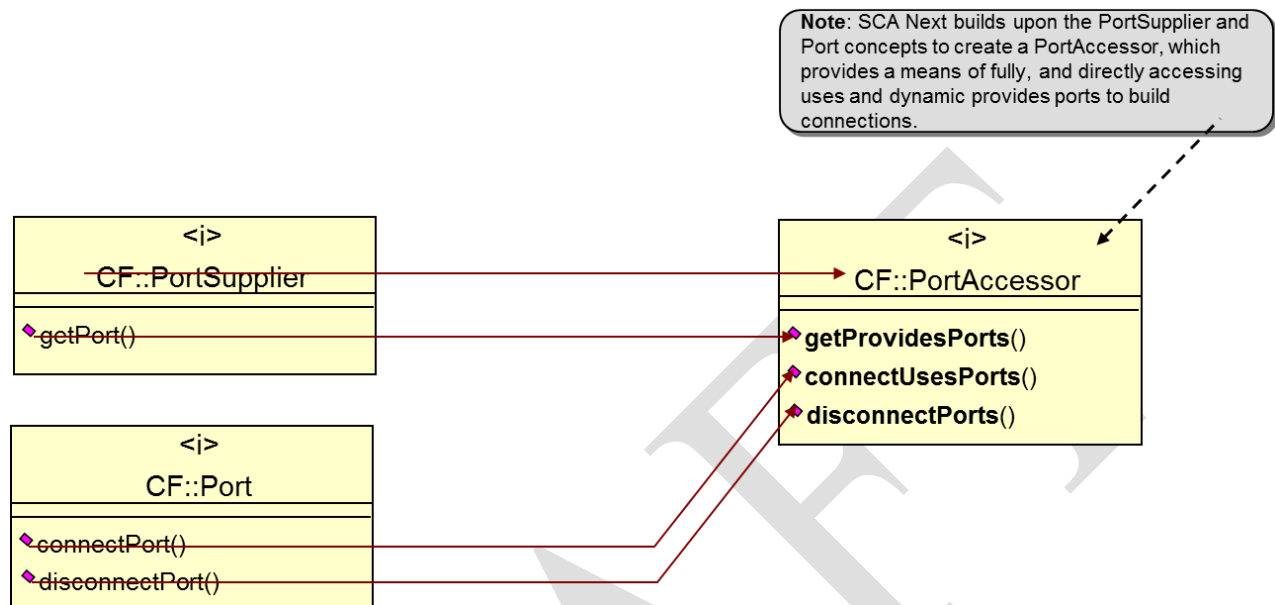 Note: SCA Next builds upon the PortSupplier and
Port concepts to create a PortAccessor, which
provides a means of fully, and directly accessing
uses and dynamic provides ports to build
connections.
<i>
CF::PortSupplier
getPort()
<i>
CF::PortAccessor
getProvidesPorts()
connectUsesPorts()
disconnectPorts()
<i>
CF::Port
connectPort()
disconnectPort()